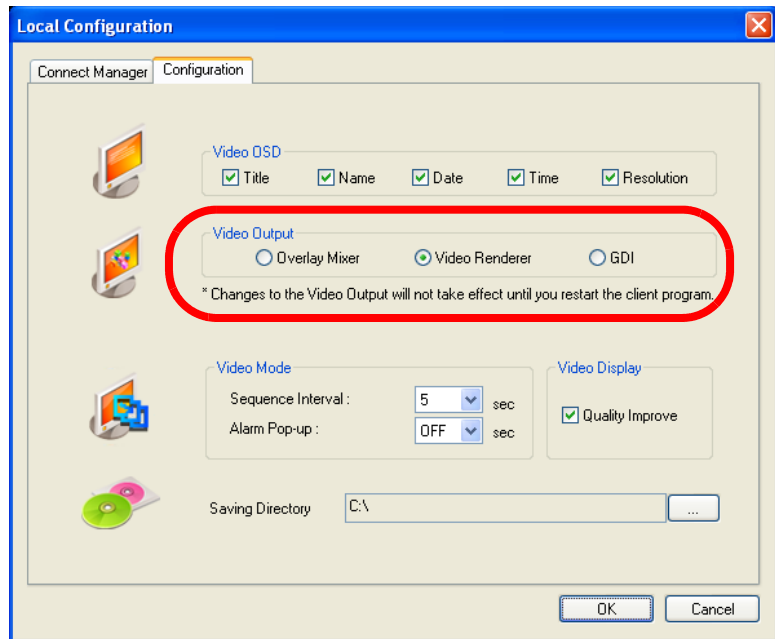 Local Configuration
Connect Manager Configuration
Video OSD
Title Name Date Time Resolution
Video Output
Overlay Mixer Video Renderer GDI
* Changes to the Video Output will not take effect until you restart the client program.
Video Mode
Sequence Interval : 5 sec
Alarm Pop-up : OFF sec
Video Display
Quality Improve
Saving Directory C:\ ...
OK Cancel